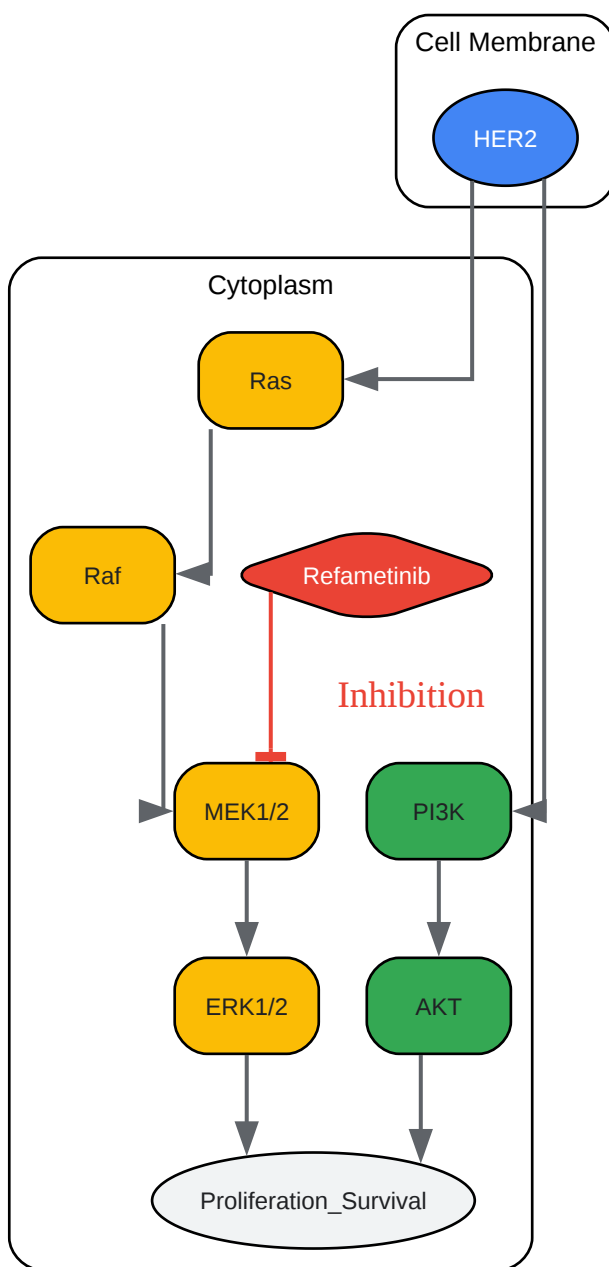 Cell Membrane
HER2
Cytoplasm
Ras
Raf
Refametinib
Inhibition
MEK1/2
PI3K
ERK1/2
AKT
Proliferation_Survival